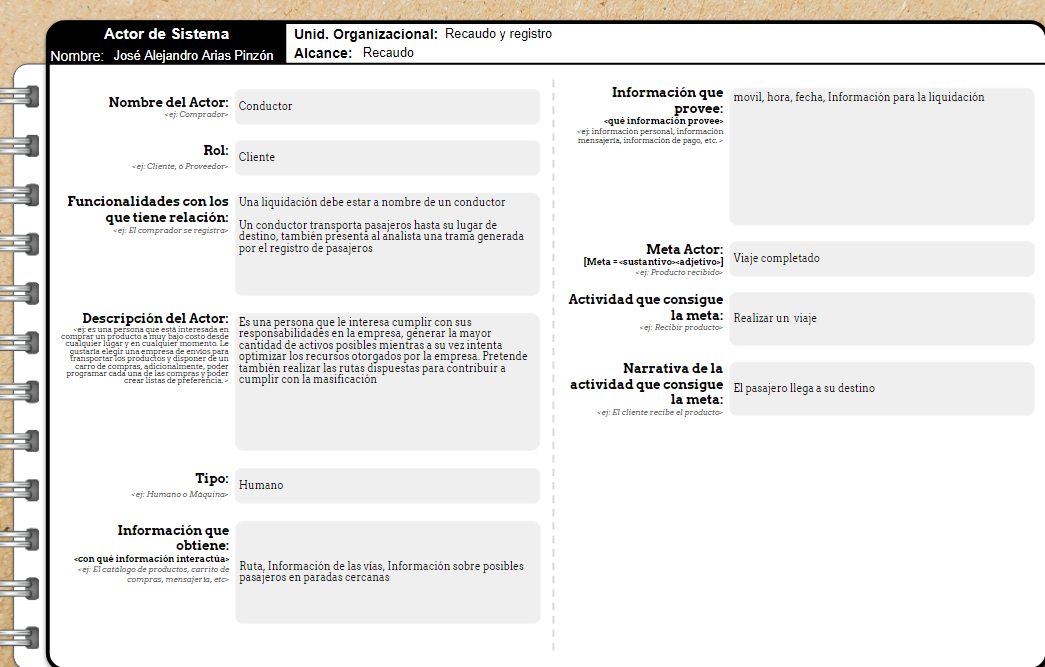 Actor de Sistema
Nombre: José Alejandro Arias Pinzón
Unid. Organizacional: Recaudo y registro
Alcance: Recaudo
Nombre del Actor:
<ej: Comprador>
Conductor
Rol:
<ej: Cliente, ó Proveedor>
Cliente
Funcionalidades con los
que tiene relación:
<ej: El comprador se registra>
Una liquidación debe estar a nombre de un conductor
Un conductor transporta pasajeros hasta su lugar de
destino, también presenta al analista una trama generada
por el registro de pasajeros
Descripción del Actor:
<ej: es una persona que está interesada en
comprar un producto a muy bajo costo desde
cualquier lugar y en cualquier momento. Le
gustaría elegir una empresa de envíos para
transportar los productos y disponer de un
carro de compras, adicionalmente, poder
programar cada una de las compras y poder
crear listas de preferencia. >
Es una persona que le interesa cumplir con sus
responsabilidades en la empresa, generar la mayor
cantidad de activos posibles mientras a su vez intenta
optimizar los recursos otorgados por la empresa. Pretende
también realizar las rutas dispuestas para contribuir a
cumplir con la masificación
Tipo:
<ej: Humano o Máquina>
Humano
Información que
obtiene:
<con qué información interactúa>
<ej: El catálogo de productos, carrito de
compras, mensajería, etc>
Ruta, Información de las vías, Información sobre posibles
pasajeros en paradas cercanas
Información que
provee:
<qué información provee>
<ej: información personal, información
mensajería, información de pago, etc. >
movil, hora, fecha, Información para la liquidación
Meta Actor:
[Meta = <sustantivo><adjetivo>]
<ej: Producto recibido>
Viaje completado
Actividad que consigue
la meta:
<ej: Recibir producto>
Realizar un viaje
Narrativa de la
actividad que consigue
la meta:
<ej: El cliente recibe el producto>
El pasajero llega a su destino